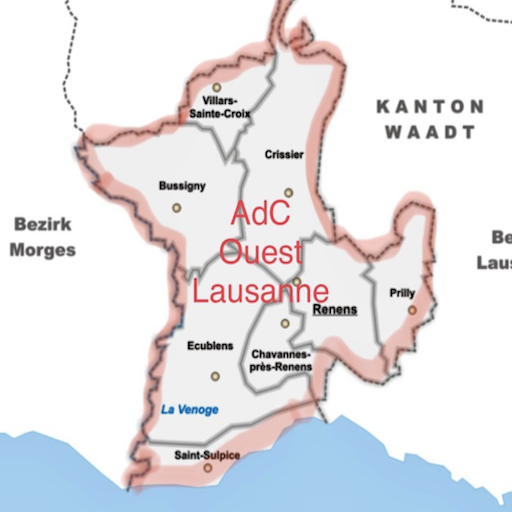 Villars-
Sainte-Croix
KANTON
WAADT
Crissier
Bussigny
AdC
Ouest
Lausanne
Bezirk
Morges
Be
Laus
Prilly
Renens
Ecublens
Chavannes-
près-Renens
La Venoge
Saint-Sulpice